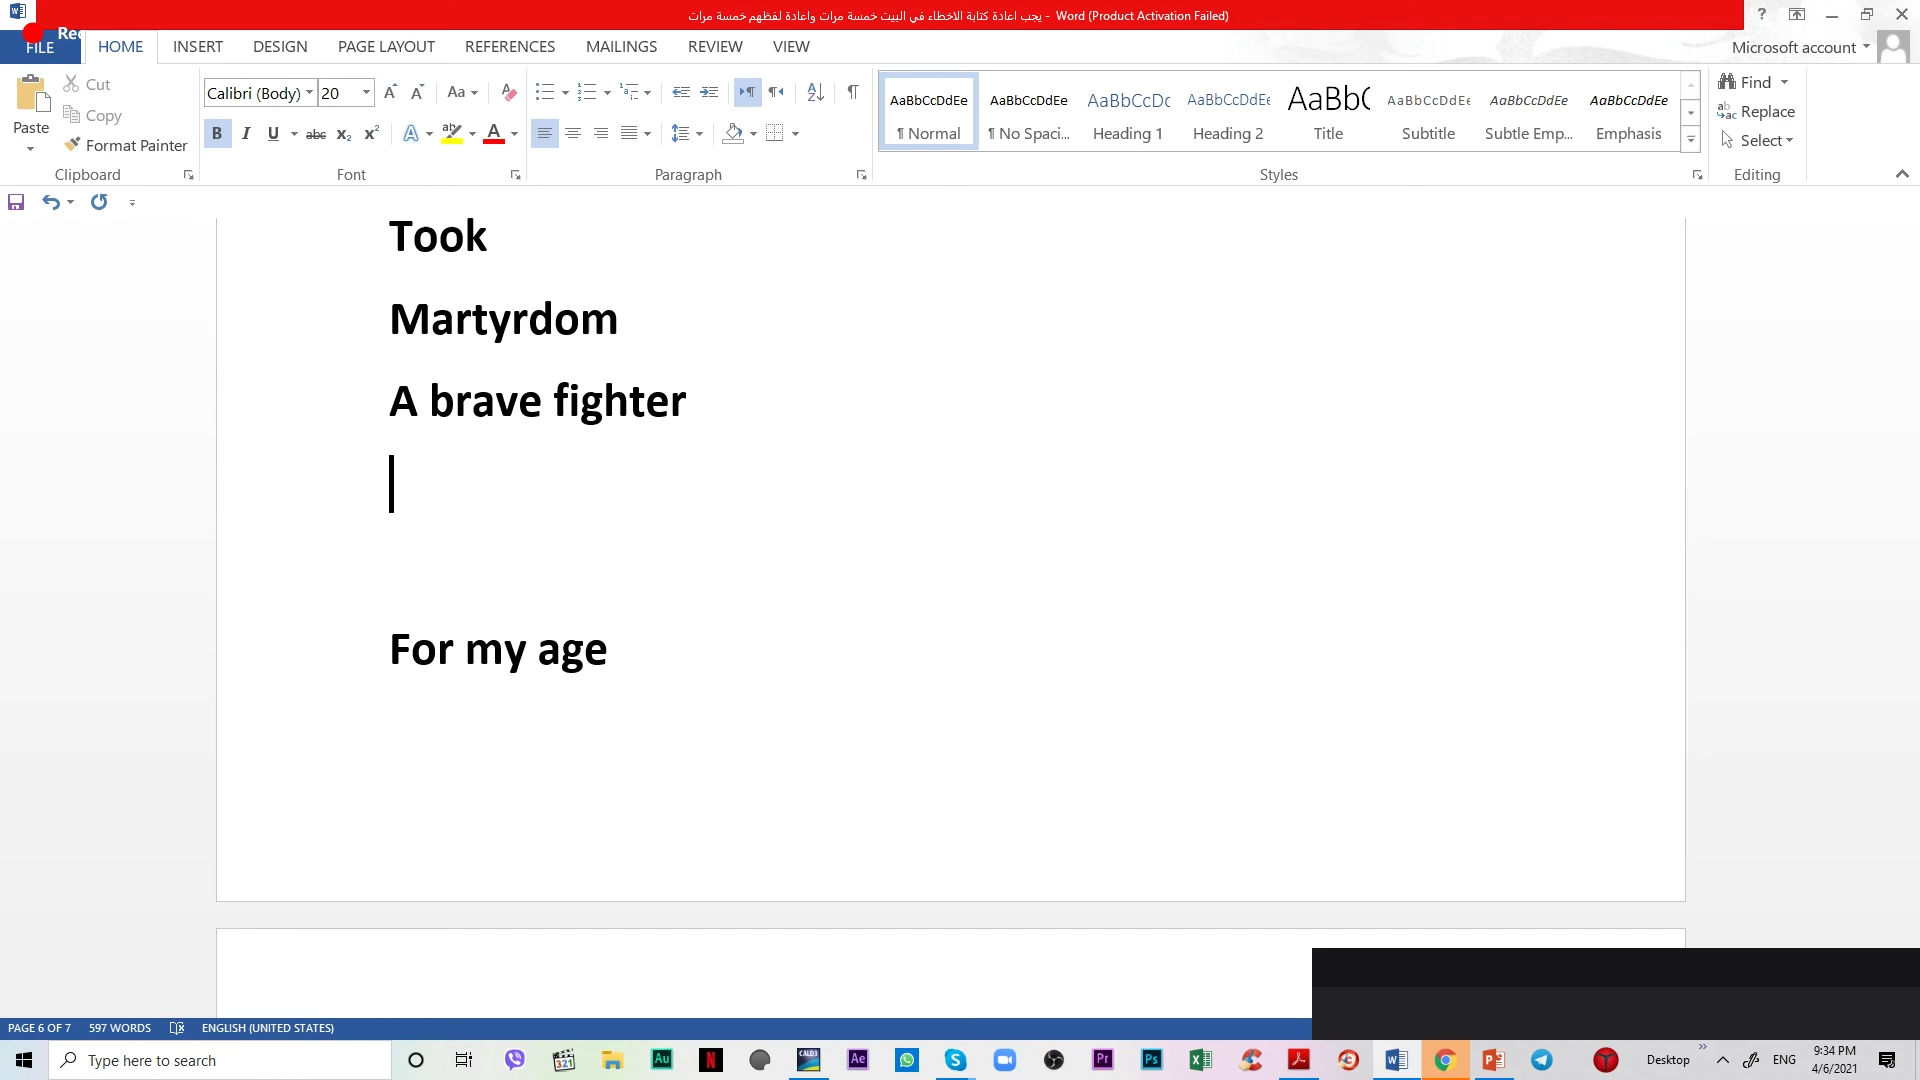 يجب اعادة كتابة الاخطاء في البيت خمسة مرات واعادة لفظهم خمسة مرات - Word (Product Activation Failed)
?
Rec
FILE HOME INSERT DESIGN PAGE LAYOUT REFERENCES MAILINGS REVIEW VIEW Microsoft account
Paste
Cut
Copy
Format Painter
Clipboard
Calibri (Body) 20
Font
Paragraph
AaBbCcDdEe AaBbCcDdEe AaBbCcDc AaBbCcDdEe AaBbC AaBbCcDdEe AaBbCcDdEe AaBbCcDdEe
¶ Normal ¶ No Spaci... Heading 1 Heading 2 Title Subtitle Subtle Emp... Emphasis
Styles
Find
Replace
Select
Editing
Took
Martyrdom
A brave fighter
For my age
PAGE 6 OF 7 597 WORDS ENGLISH (UNITED STATES)
Type here to search
Desktop
ENG
9:34 PM
4/6/2021